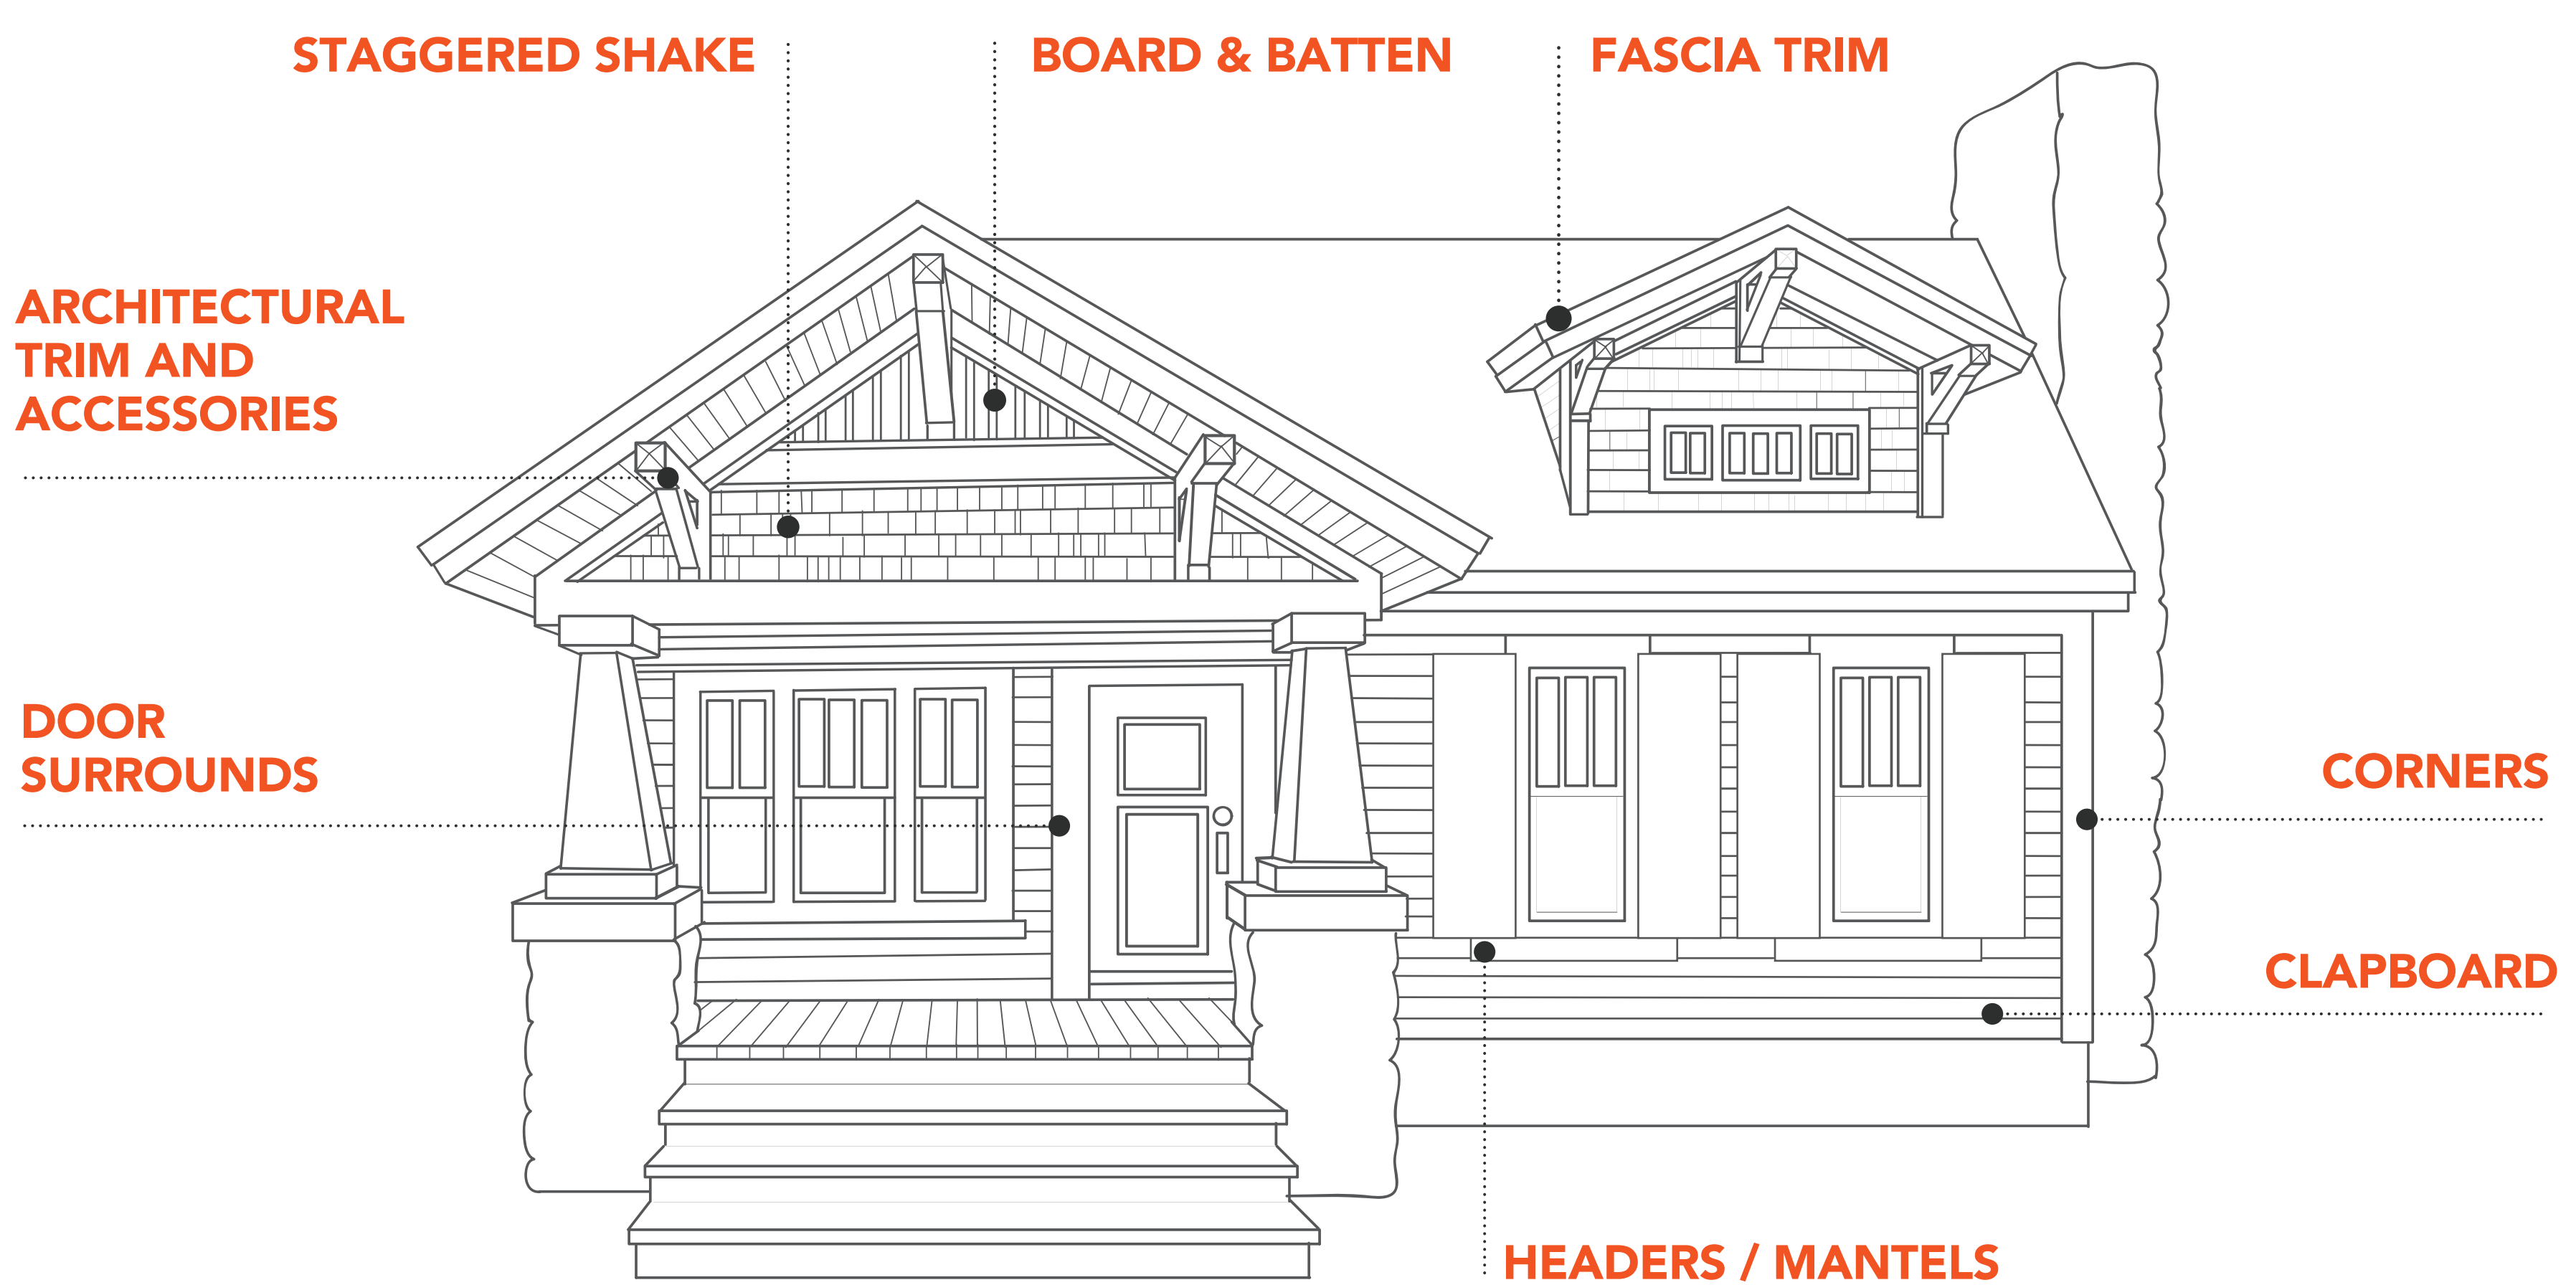 STAGGERED SHAKE
BOARD & BATTEN
FASCIA TRIM
ARCHITECTURAL
TRIM AND
ACCESSORIES
DOOR
SURROUNDS
CORNERS
CLAPBOARD
HEADERS / MANTELS